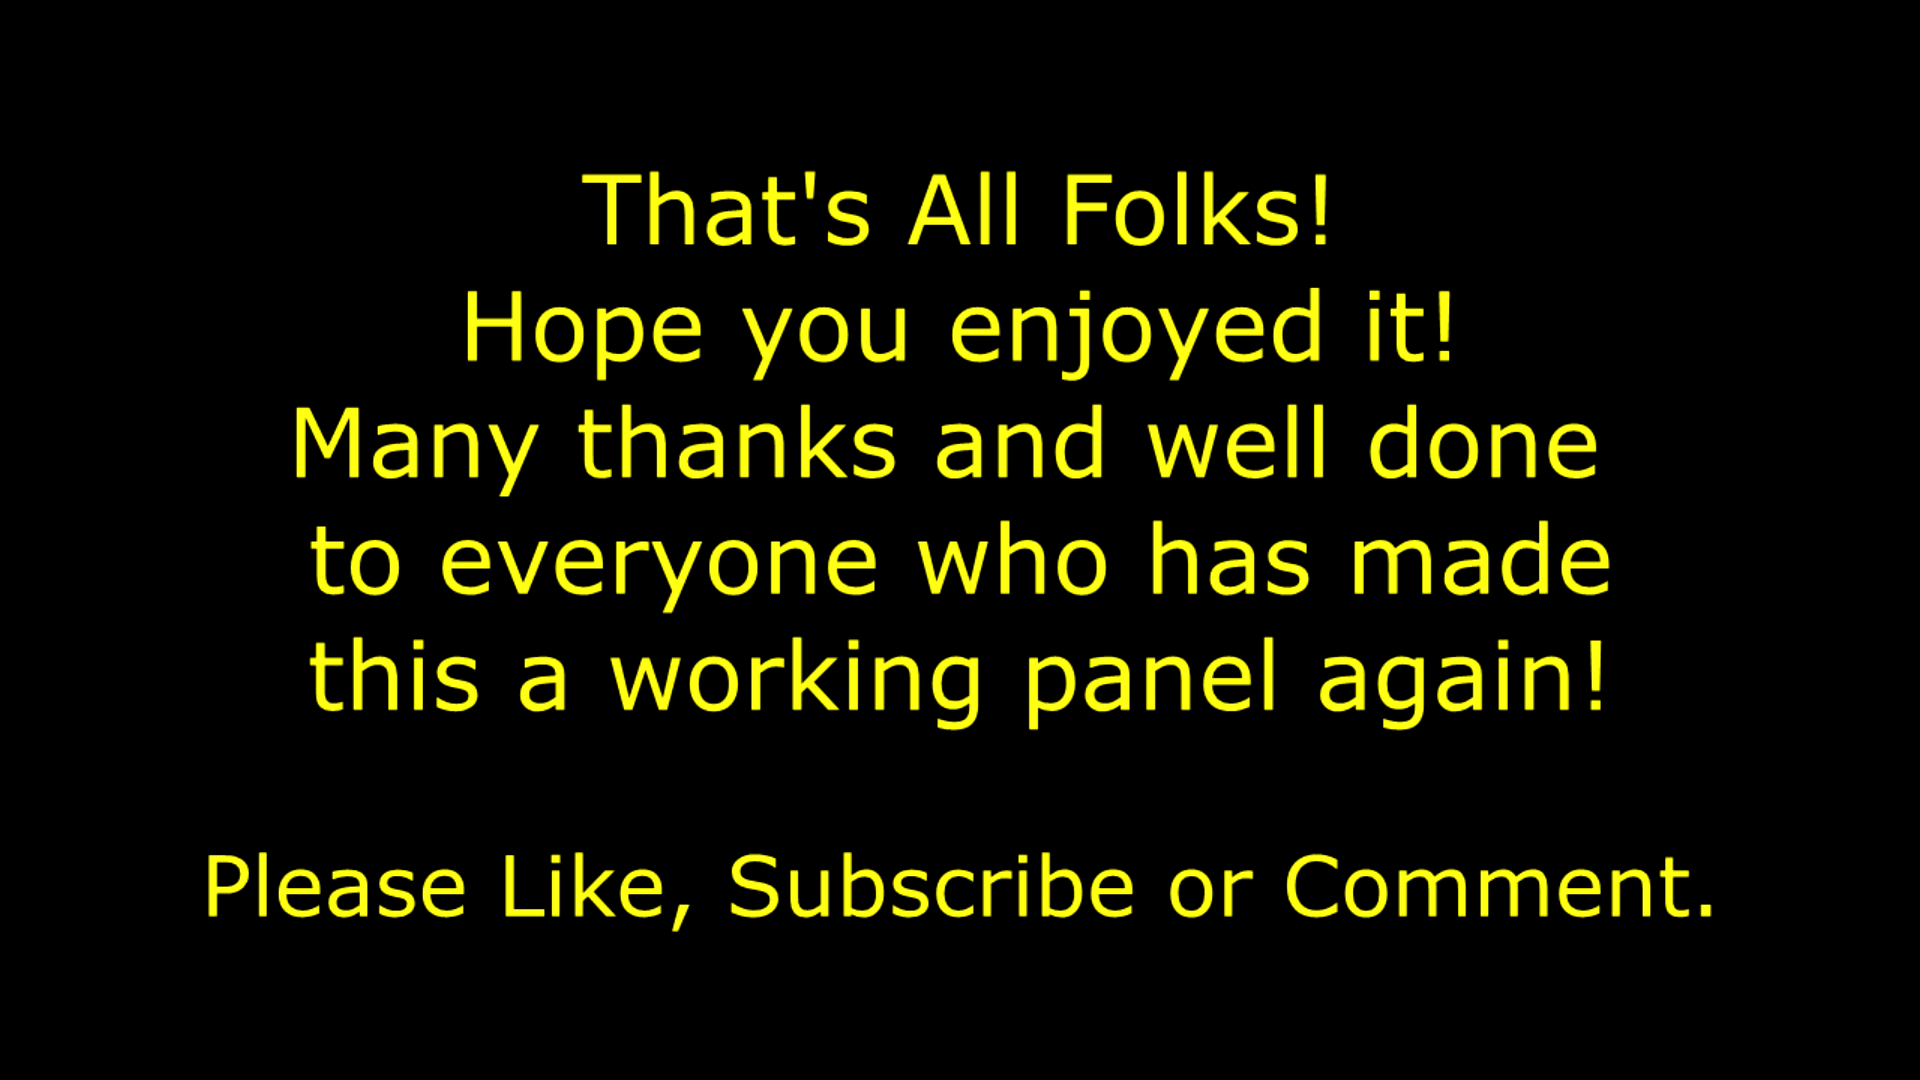 That's All Folks!
Hope you enjoyed it!
Many thanks and well done
to everyone who has made
this a working panel again!
Please Like, Subscribe or Comment.